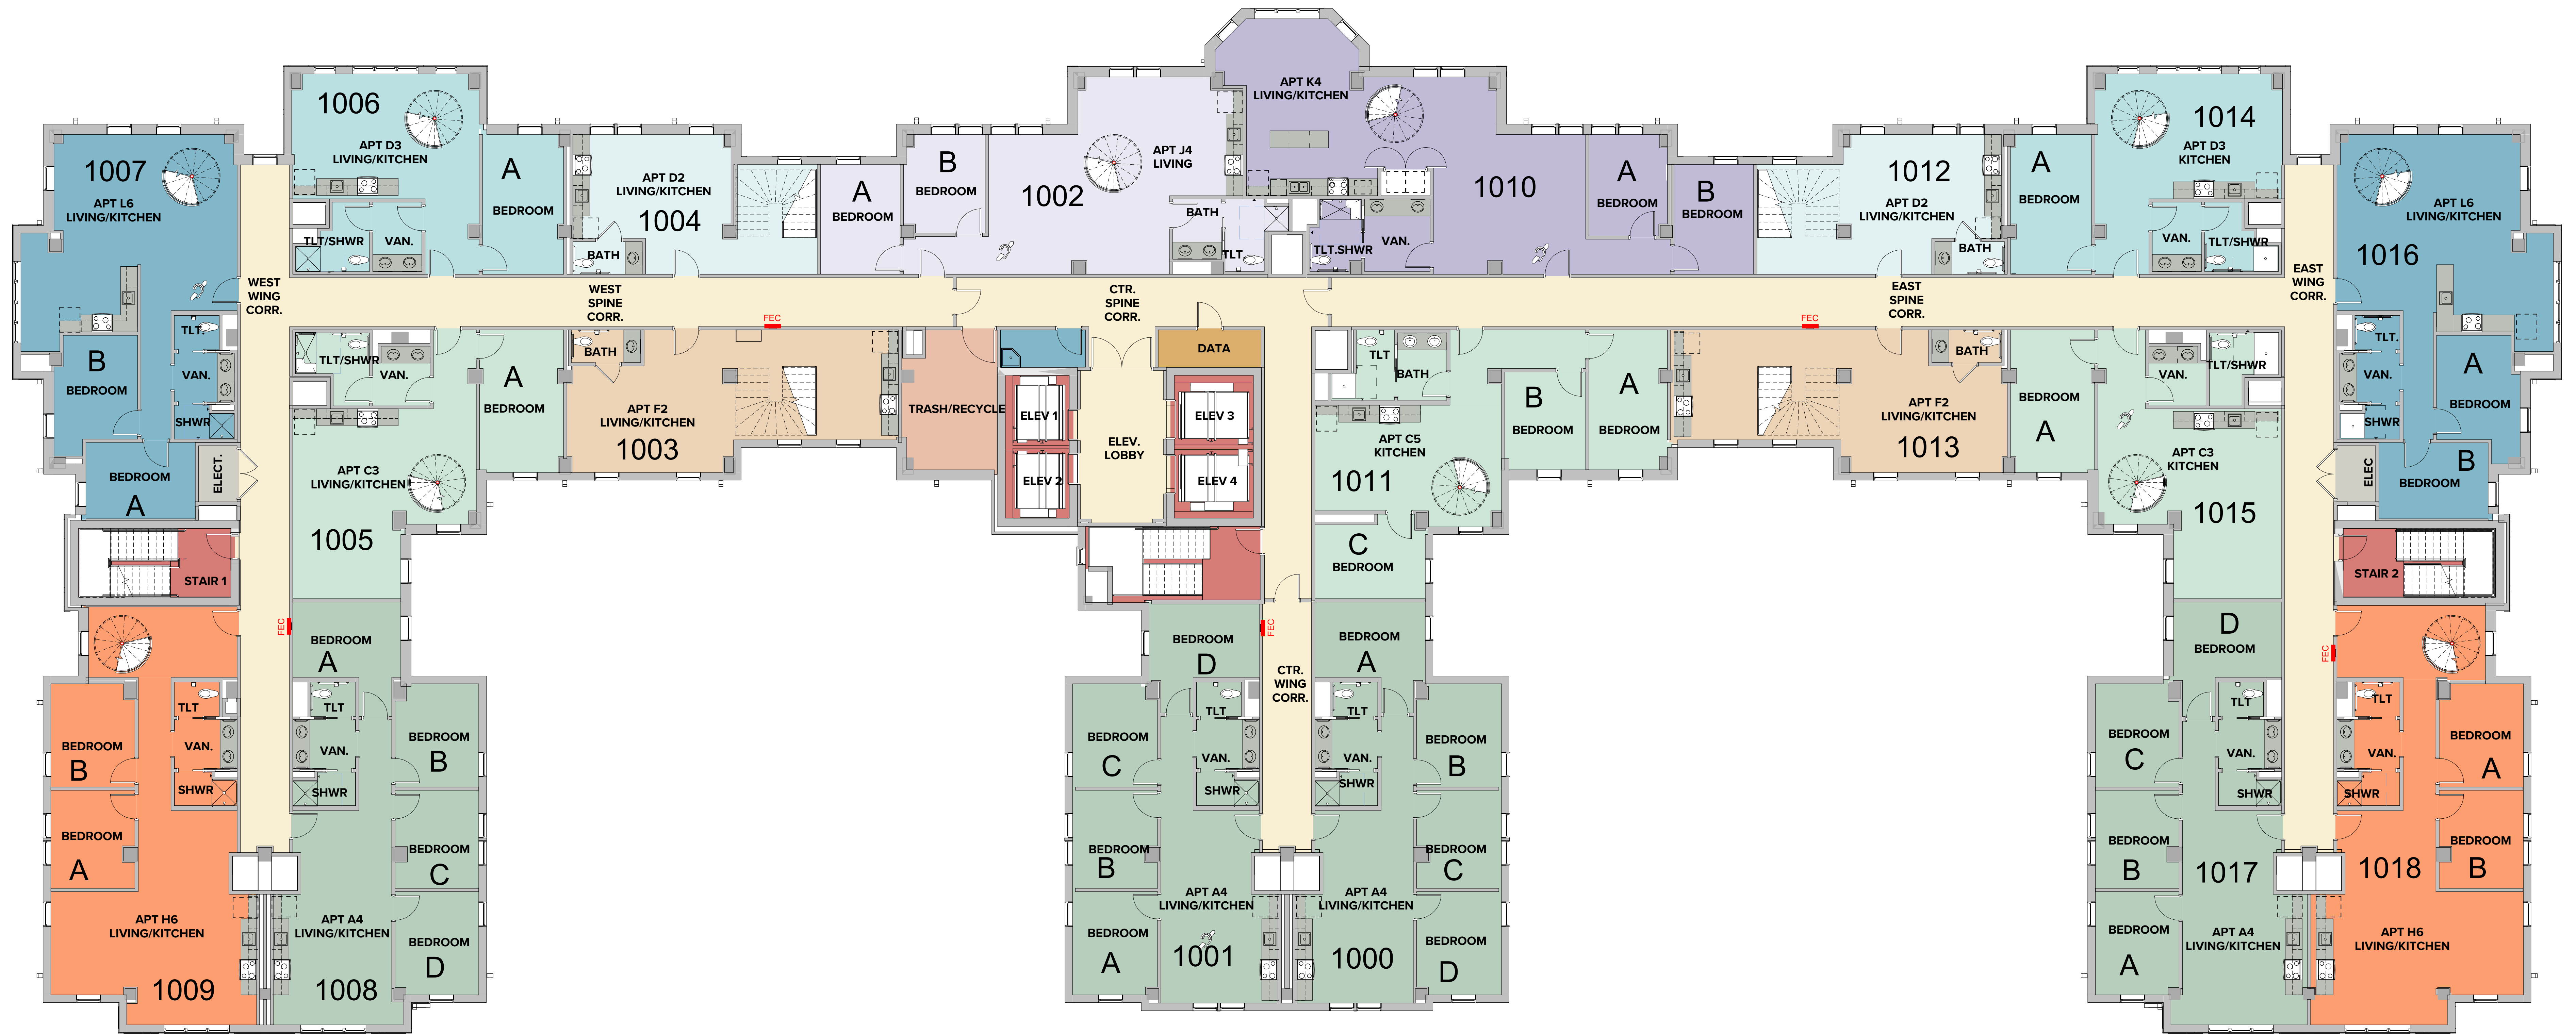 1007
APT L6
LIVING/KITCHEN
TLT.
VAN.
SHWR
B
BEDROOM
BEDROOM
A
ELECT.
STAIR 1
WEST
WING
CORR.
1006
APT D3
LIVING/KITCHEN
TLT/SHWR
VAN.
A
BEDROOM
APT D2
LIVING/KITCHEN
1004
BATH
A
BEDROOM
B
BEDROOM
1002
APT J4
LIVING
BATH
TLT.
APT K4
LIVING/KITCHEN
1010
TLT.SHWR
VAN.
A
BEDROOM
B
BEDROOM
1012
APT D2
LIVING/KITCHEN
BATH
A
BEDROOM
1014
APT D3
KITCHEN
VAN.
TLT/SHWR
EAST
WING
CORR.
APT L6
LIVING/KITCHEN
1016
TLT.
VAN.
SHWR
A
BEDROOM
B
BEDROOM
ELEC
STAIR 2
WEST
SPINE
CORR.
FEC
CTR.
SPINE
CORR.
EAST
SPINE
CORR.
FEC
TLT/SHWR
VAN.
A
BEDROOM
APT C3
LIVING/KITCHEN
1005
BATH
APT F2
LIVING/KITCHEN
1003
TRASH/RECYCLE
DATA
ELEV 1
ELEV 2
ELEV.
LOBBY
ELEV 3
ELEV 4
TLT
BATH
APT C5
KITCHEN
1011
B
BEDROOM
A
BEDROOM
C
BEDROOM
BATH
APT F2
LIVING/KITCHEN
1013
BEDROOM
A
VAN.
TLT/SHWR
APT C3
KITCHEN
1015
FEC
TLT
VAN.
SHWR
BEDROOM
B
BEDROOM
A
APT H6
LIVING/KITCHEN
1009
BEDROOM
A
TLT
VAN.
SHWR
BEDROOM
B
BEDROOM
C
BEDROOM
D
APT A4
LIVING/KITCHEN
1008
BEDROOM
D
FEC
CTR.
WING
CORR.
TLT
VAN.
SHWR
BEDROOM
C
BEDROOM
B
BEDROOM
A
APT A4
LIVING/KITCHEN
1001
BEDROOM
A
TLT
VAN.
SHWR
BEDROOM
B
BEDROOM
C
BEDROOM
D
APT A4
LIVING/KITCHEN
1000
D
BEDROOM
TLT
VAN.
SHWR
BEDROOM
C
BEDROOM
B
BEDROOM
A
1017
APT A4
LIVING/KITCHEN
FEC
TLT
VAN.
SHWR
BEDROOM
A
BEDROOM
B
1018
APT H6
LIVING/KITCHEN